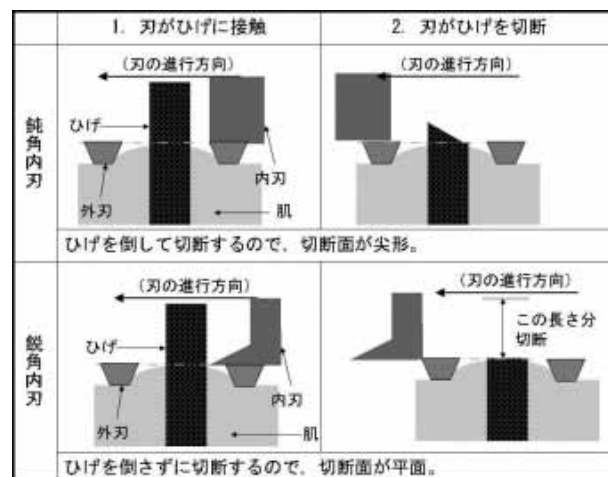 1. 刃がひげに接触
2. 刃がひげを切断
鈍角内刃
(刃の進行方向)
ひげ
内刃
外刃
肌
(刃の進行方向)
ひげを倒して切断するので、切断面が尖形。
鋭角内刃
(刃の進行方向)
ひげ
内刃
外刃
肌
(刃の進行方向)
この長さ分
切断
ひげを倒さずに切断するので、切断面が平面。